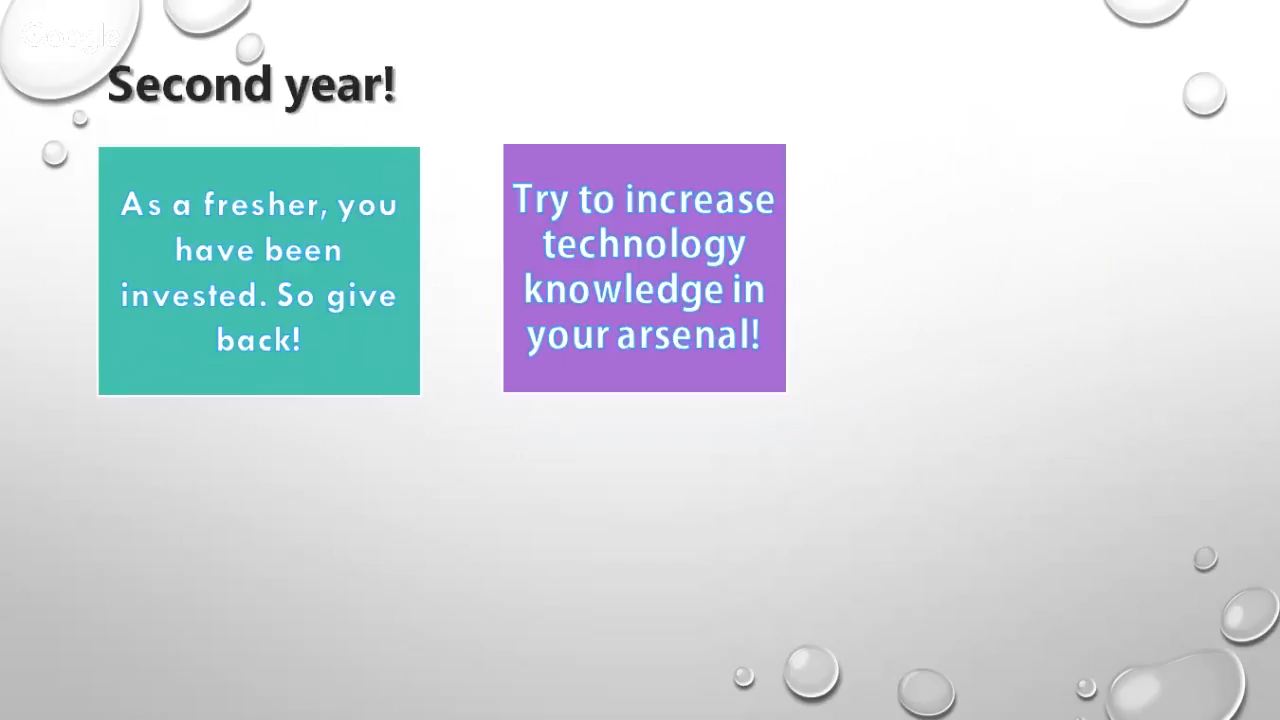 Google
Second year!
As a fresher, you
have been
invested. So give
back!
Try to increase
technology
knowledge in
your arsenal!